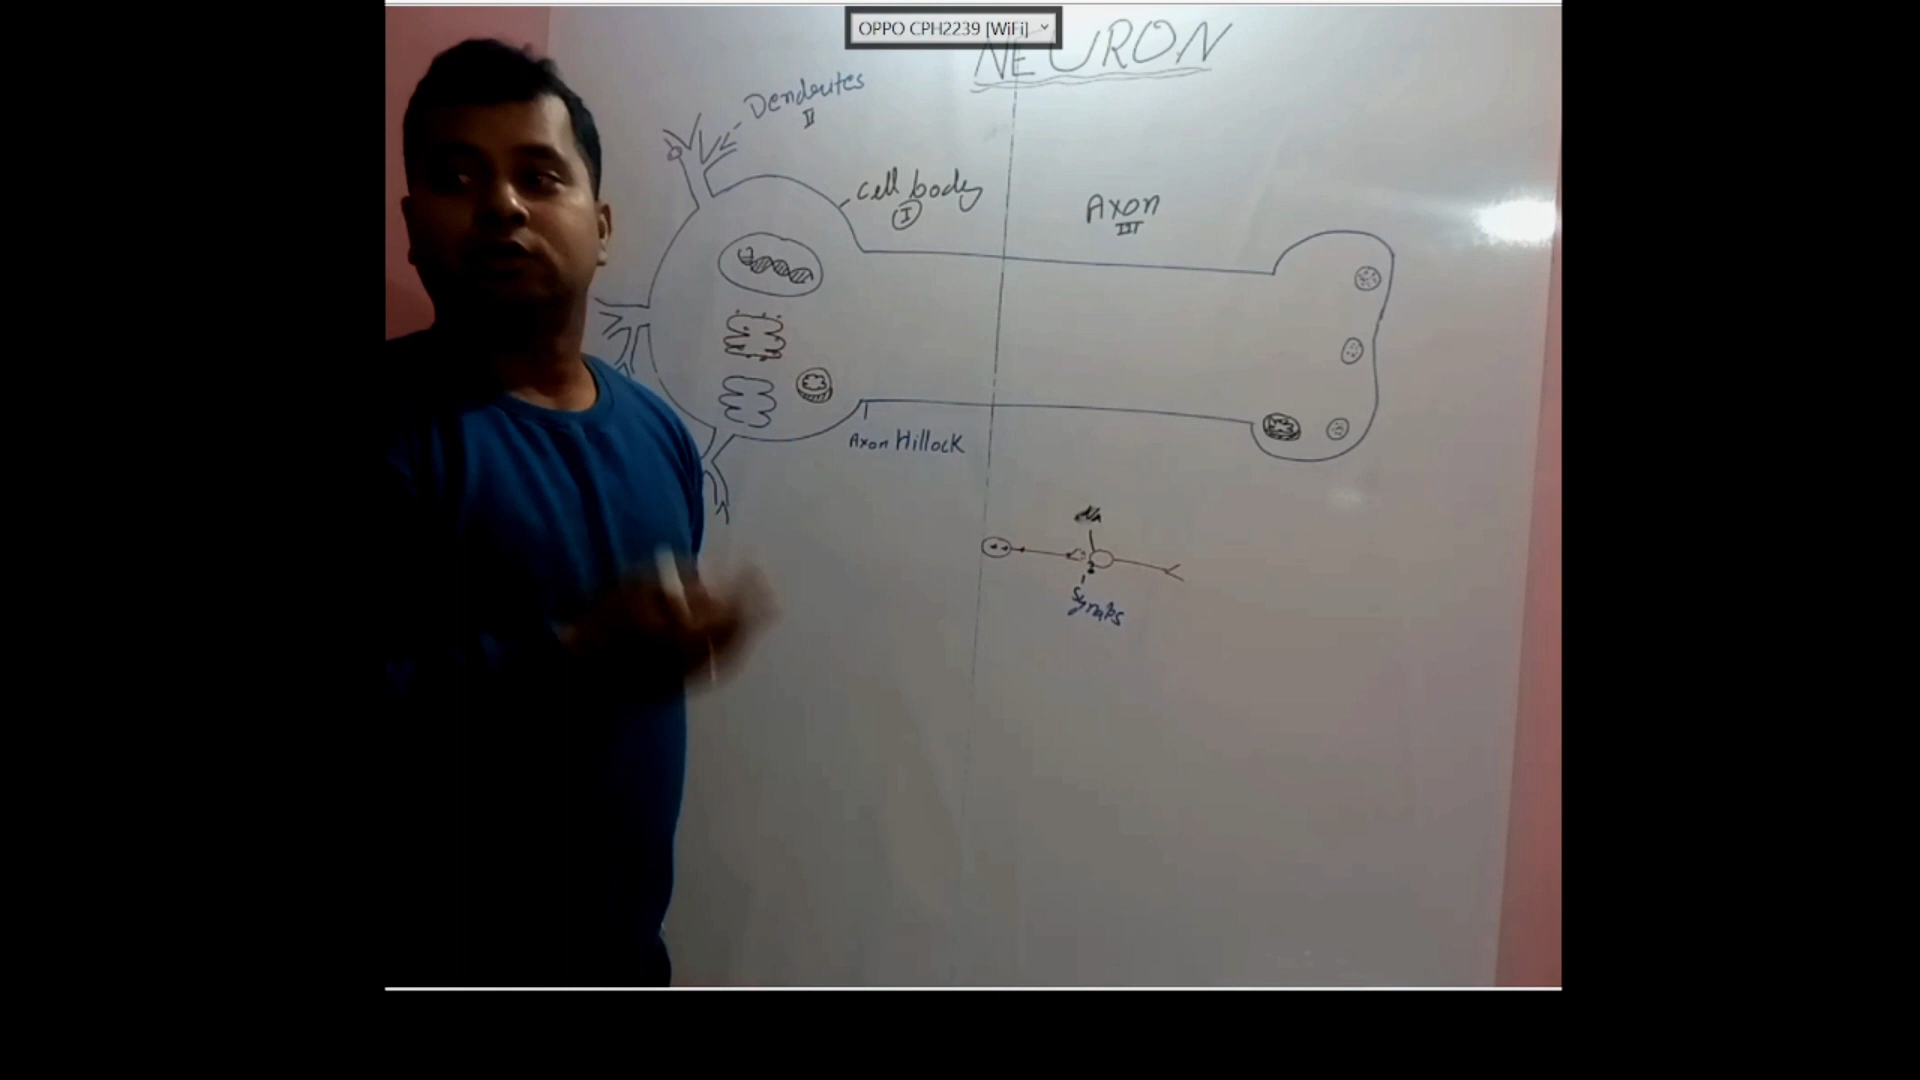 OPPO CPH2239 [WiFi]
NEURON
Dendrites
II
Cell body
I
Axon
III
Axon Hillock
Synaps